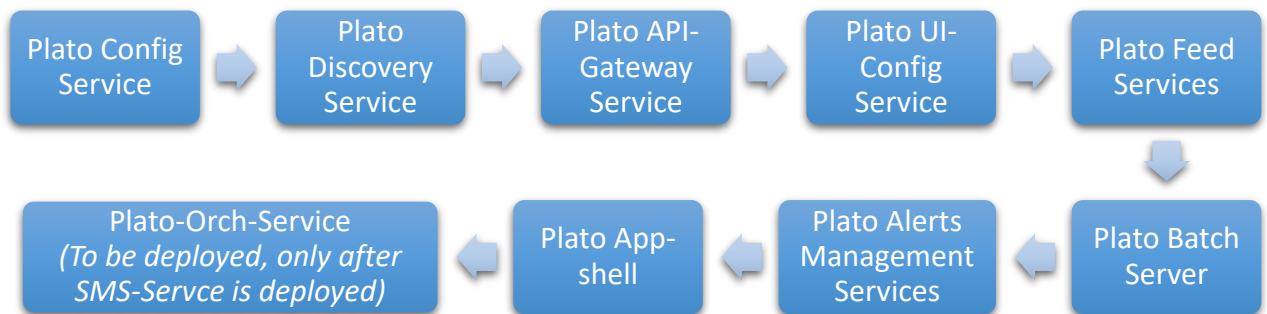 Plato Config
Service
Plato
Discovery
Service
Plato API-
Gateway
Service
Plato UI-
Config
Service
Plato Feed
Services
Plato Batch
Server
Plato Alerts
Management
Services
Plato App-
shell
Plato-Orch-Service
(To be deployed, only after
SMS-Servce is deployed)